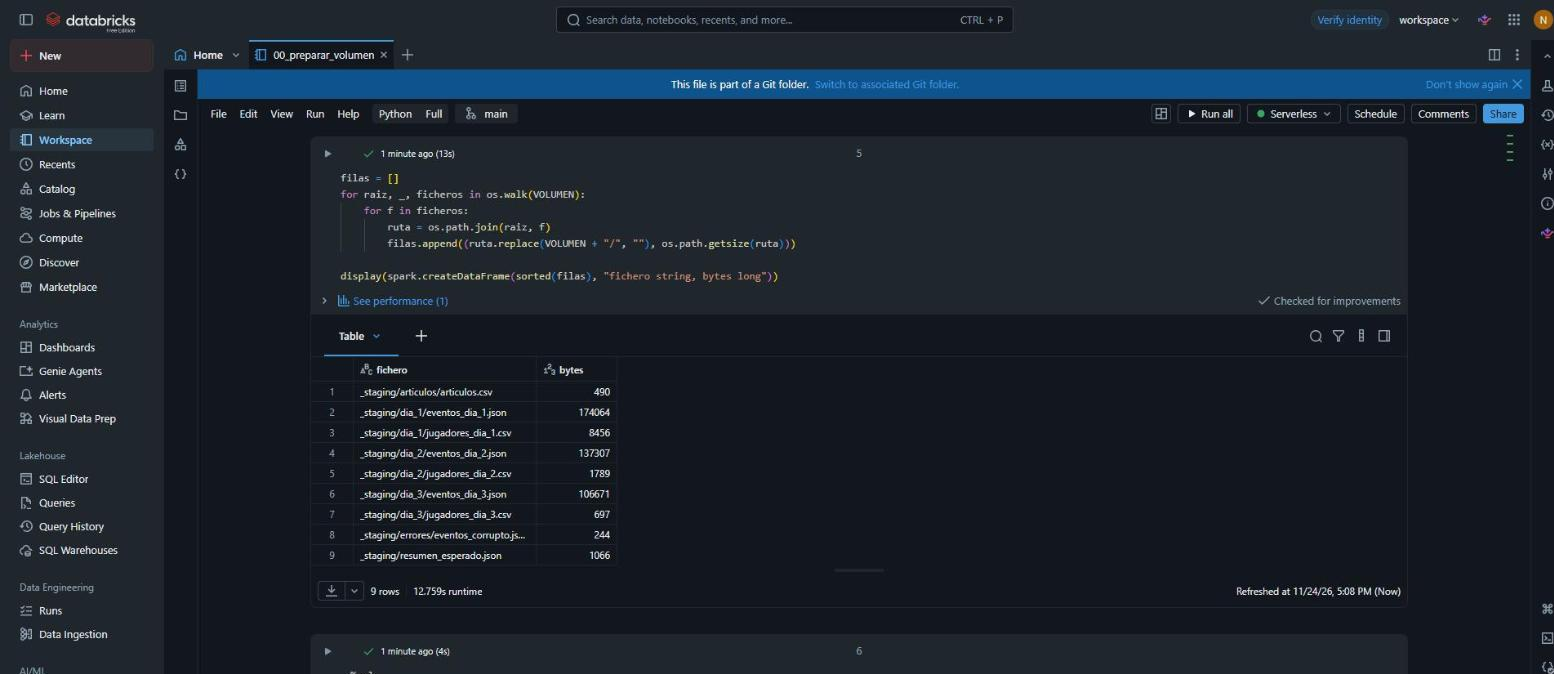 databricks
Free Edition
Search data, notebooks, recents, and more...
CTRL + P
Verify identity
workspace
N
New
Home
Learn
Workspace
Recents
Catalog
Jobs & Pipelines
Compute
Discover
Marketplace
Analytics
Dashboards
Genie Agents
Alerts
Visual Data Prep
Lakehouse
SQL Editor
Queries
Query History
SQL Warehouses
Data Engineering
Runs
Data Ingestion
AI/ML
Home
00_preparar_volumen
This file is part of a Git folder. Switch to associated Git folder.
Don't show again
File Edit View Run Help Python Full main
Run all
Serverless
Schedule
Comments
Share
1 minute ago (13s)
5
filas = []
for raiz, _, ficheros in os.walk(VOLUMEN):
for f in ficheros:
ruta = os.path.join(raiz, f)
filas.append((ruta.replace(VOLUMEN + "/", ""), os.path.getsize(ruta)))
display(spark.createDataFrame(sorted(filas), "fichero string, bytes long"))
See performance (1)
Checked for improvements
Table
fichero bytes
1 _staging/articulos/articulos.csv 490
2 _staging/dia_1/eventos_dia_1.json 174064
3 _staging/dia_1/jugadores_dia_1.csv 8456
4 _staging/dia_2/eventos_dia_2.json 137307
5 _staging/dia_2/jugadores_dia_2.csv 1789
6 _staging/dia_3/eventos_dia_3.json 106671
7 _staging/dia_3/jugadores_dia_3.csv 697
8 _staging/errores/eventos_corrupto.js... 244
9 _staging/resumen_esperado.json 1066
9 rows 12.759s runtime
Refreshed at 11/24/26, 5:08 PM (Now)
1 minute ago (4s)
6